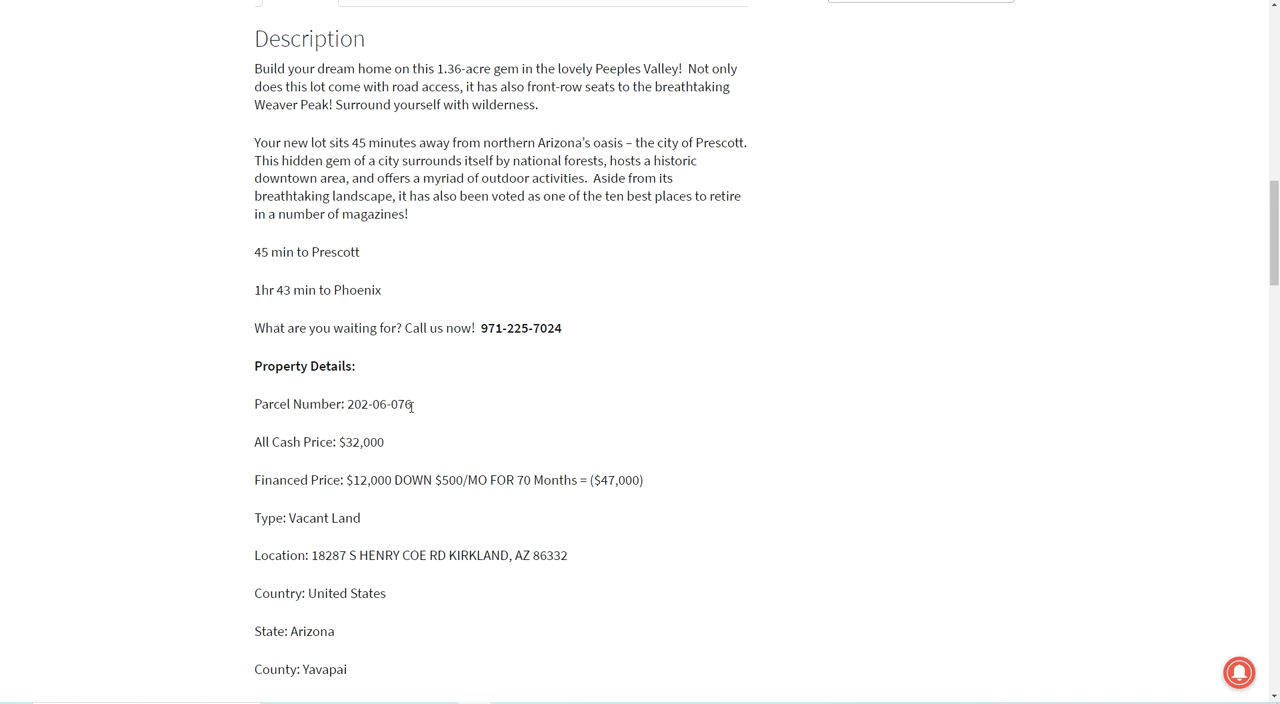 Description
Build your dream home on this 1.36-acre gem in the lovely Peeples Valley!  Not only
does this lot come with road access, it has also front-row seats to the breathtaking
Weaver Peak! Surround yourself with wilderness.
Your new lot sits 45 minutes away from northern Arizona's oasis – the city of Prescott.
This hidden gem of a city surrounds itself by national forests, hosts a historic
downtown area, and offers a myriad of outdoor activities.  Aside from its
breathtaking landscape, it has also been voted as one of the ten best places to retire
in a number of magazines!
45 min to Prescott
1hr 43 min to Phoenix
What are you waiting for? Call us now!  971-225-7024
Property Details:
Parcel Number: 202-06-076
All Cash Price: $32,000
Financed Price: $12,000 DOWN $500/MO FOR 70 Months = ($47,000)
Type: Vacant Land
Location: 18287 S HENRY COE RD KIRKLAND, AZ 86332
Country: United States
State: Arizona
County: Yavapai